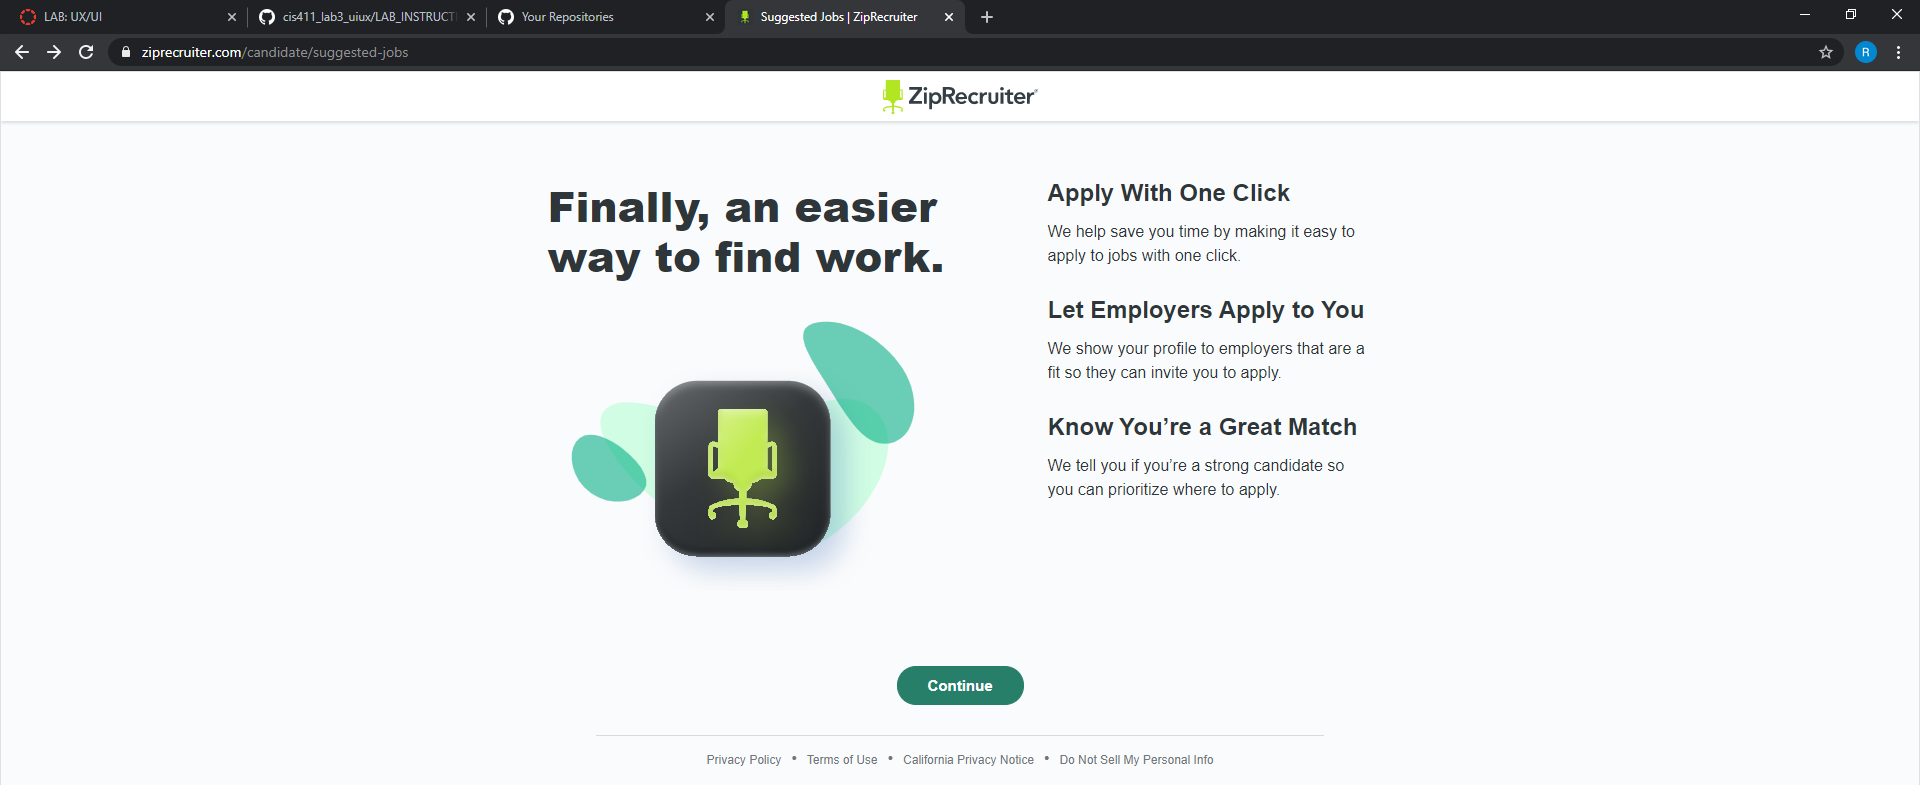 LAB: UX/UI
cis411_lab3_uiux/LAB_INSTRUCTI
Your Repositories
Suggested Jobs | ZipRecruiter
ziprecruiter.com/candidate/suggested-jobs
R
ZipRecruiter®
Finally, an easier
way to find work.
Apply With One Click
We help save you time by making it easy to
apply to jobs with one click.
Let Employers Apply to You
We show your profile to employers that are a
fit so they can invite you to apply.
Know You’re a Great Match
We tell you if you’re a strong candidate so
you can prioritize where to apply.
Continue
Privacy Policy • Terms of Use • California Privacy Notice • Do Not Sell My Personal Info